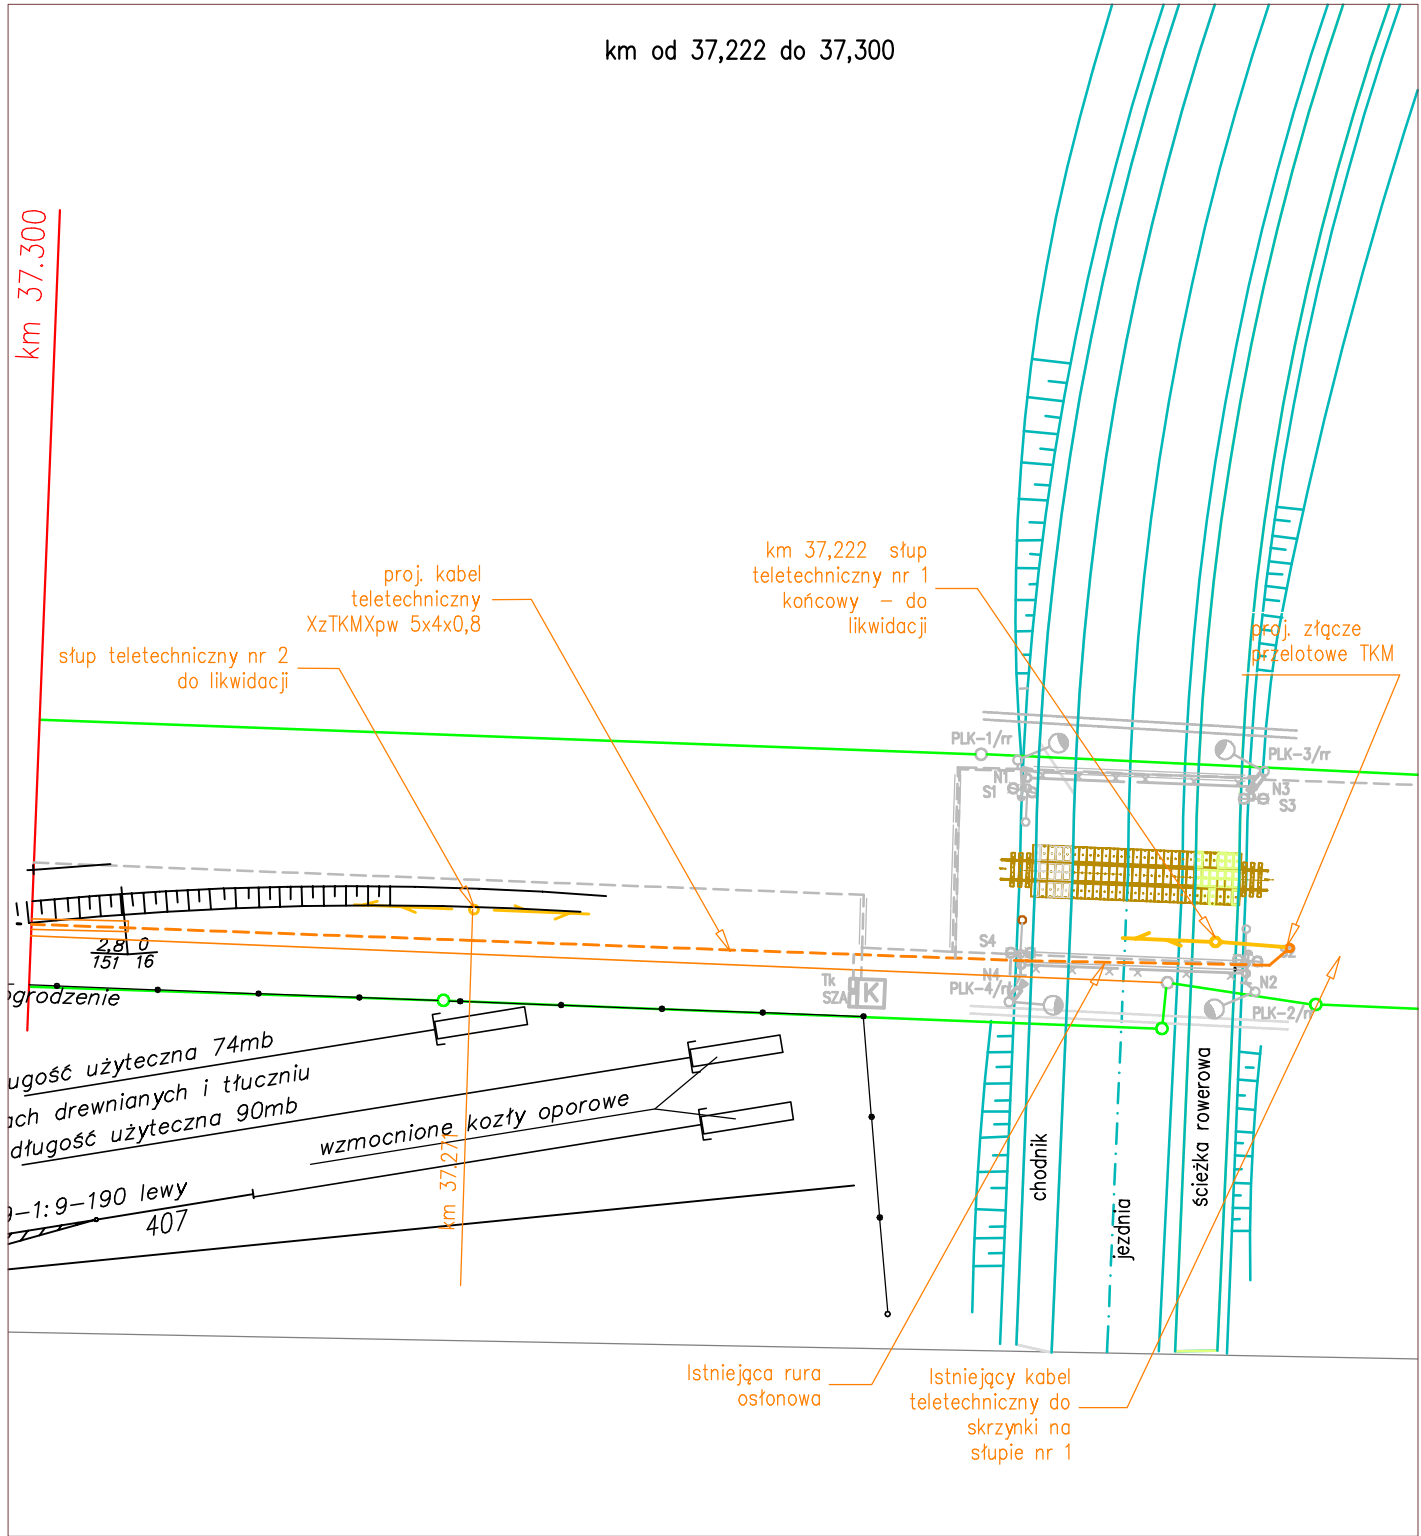 km od 37,222 do 37,300
km 37.300
km 37,222 słup
teletechniczny nr 1
końcowy – do
likwidacji
proj. kabel
teletechniczny
XzTKMXpw 5x4x0,8
proj. złącze
przelotowe TKM
słup teletechniczny nr 2
do likwidacji
PLK-1/rr
PLK-3/rr
N1
S1
N3
S3
2,8 0
151 16
S4
N4
PLK-4/rr
N2
PLK-2/rr
Tk
SZA
K
ogrodzenie
ługość użyteczna 74mb
ach drewnianych i tłuczniu
długość użyteczna 90mb
wzmocnione kozły oporowe
km 37.271
9-1:9-190 lewy
407
chodnik
jezdnia
ścieżka rowerowa
Istniejąca rura
osłonowa
Istniejący kabel
teletechniczny do
skrzynki na
słupie nr 1